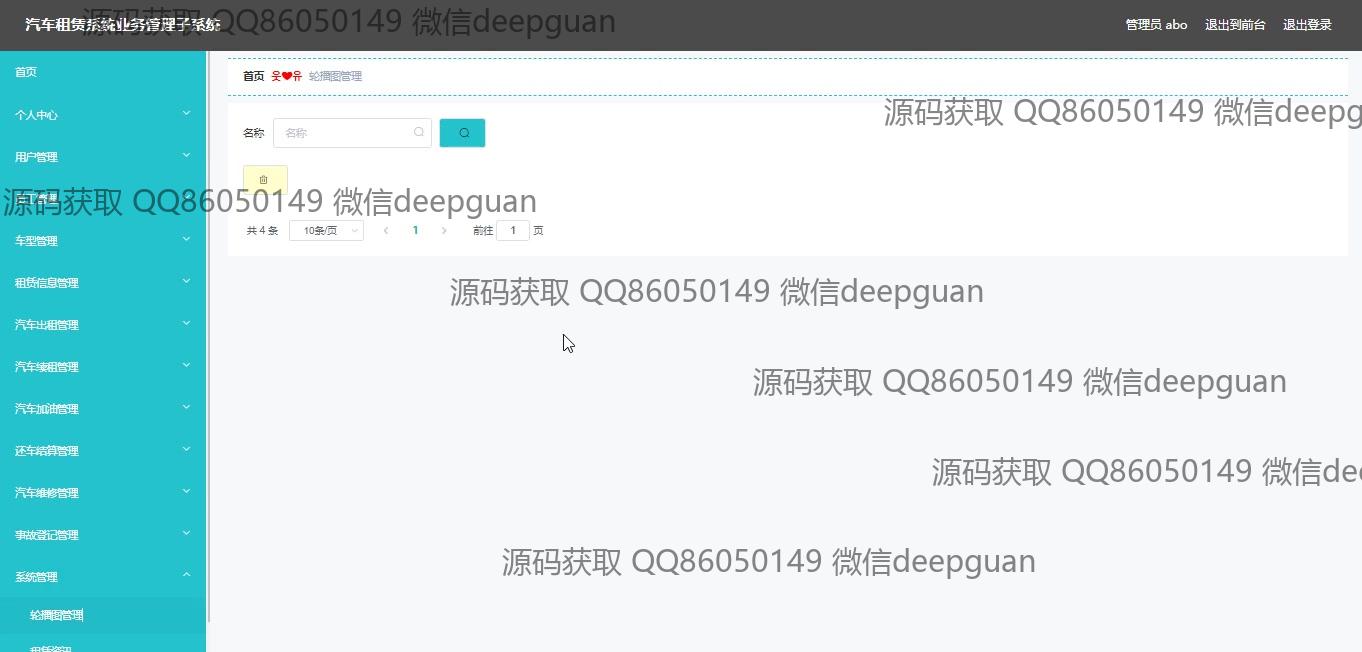 汽车租赁系统业务管理子系统
源码获取 QQ86050149 微信deepguan
管理员 abo
退出到前台
退出登录
首页
个人中心
用户管理
员工管理
车型管理
租赁信息管理
汽车出租管理
汽车续租管理
汽车加油管理
还车结算管理
汽车维修管理
事故登记管理
系统管理
轮播图管理
租赁资讯
首页 웃❤유 轮播图管理
源码获取 QQ86050149 微信deepg
名称 名称
源码获取 QQ86050149 微信deepguan
共 4 条 10条/页 1 前往 1 页
源码获取 QQ86050149 微信deepguan
源码获取 QQ86050149 微信deepguan
源码获取 QQ86050149 微信dee
源码获取 QQ86050149 微信deepguan